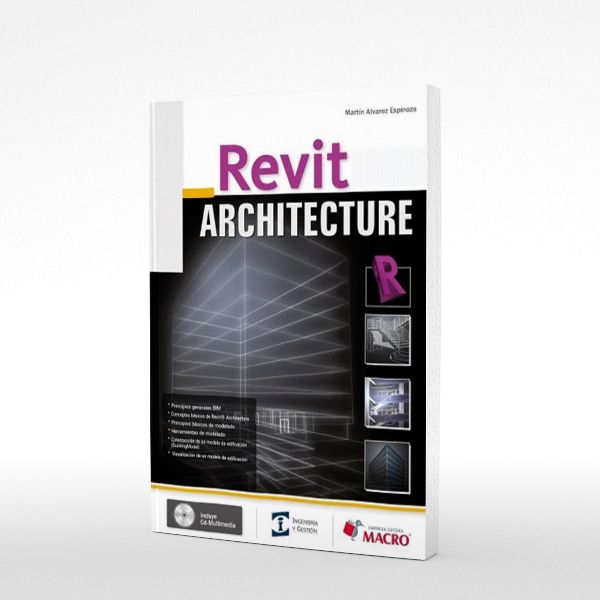 Martín Alvarez Espinoza
Revit
ARCHITECTURE
R
• Principios generales BIM
• Conceptos básicos de Revit® Architecture
• Principios básicos de modelado
• Herramientas de modelado
• Construcción de un modelo de edificación
(BuildingModel)
• Visualización de un modelo de edificación
Incluye
Cd-Multimedia
INGENIERÍA
Y GESTIÓN
EMPRESA EDITORA
MACRO®